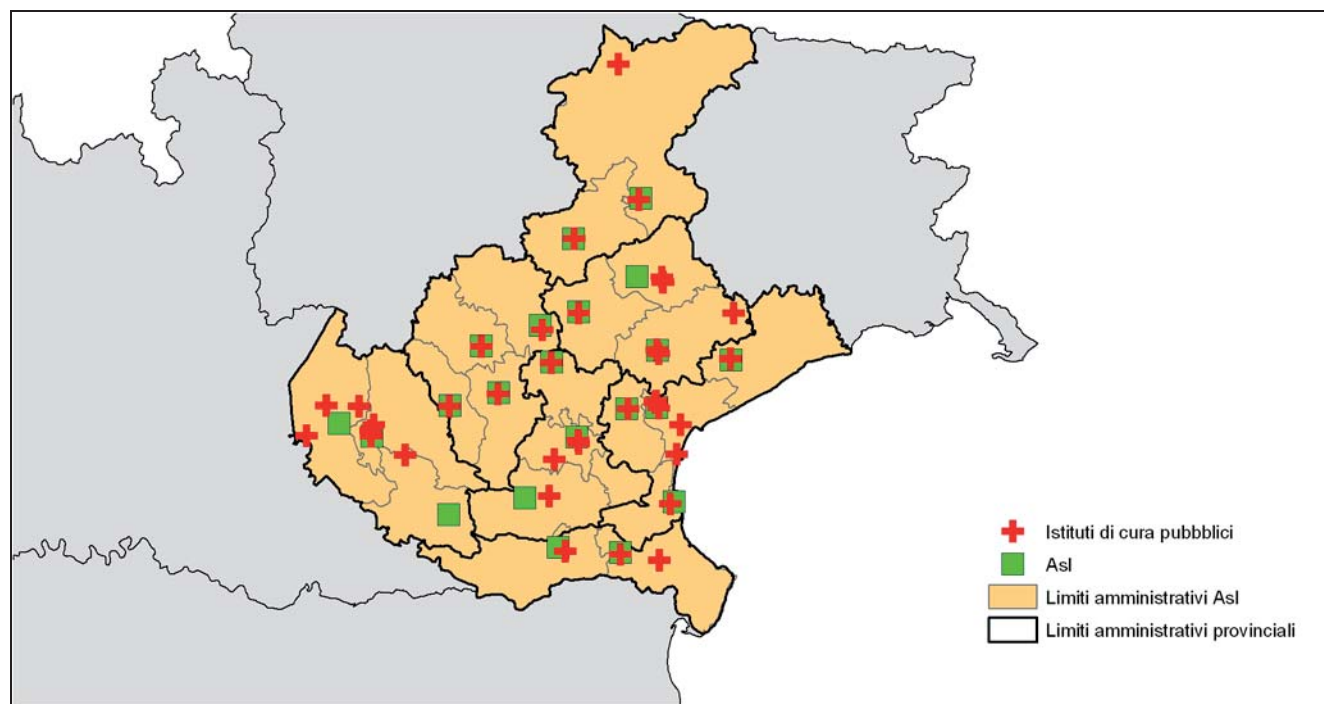 Istituti di cura pubbblici
Asl
Limiti amministrativi Asl
Limiti amministrativi provinciali